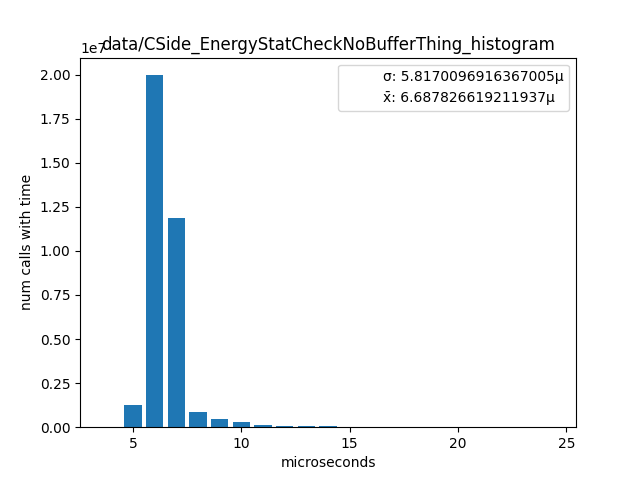 data/CSide_EnergyStatCheckNoBufferThing_histogram
1e7
σ: 5.8170096916367005μ
x̄: 6.687826619211937μ
2.00
1.75
1.50
1.25
1.00
0.75
0.50
0.25
0.00
num calls with time
5 10 15 20 25
microseconds